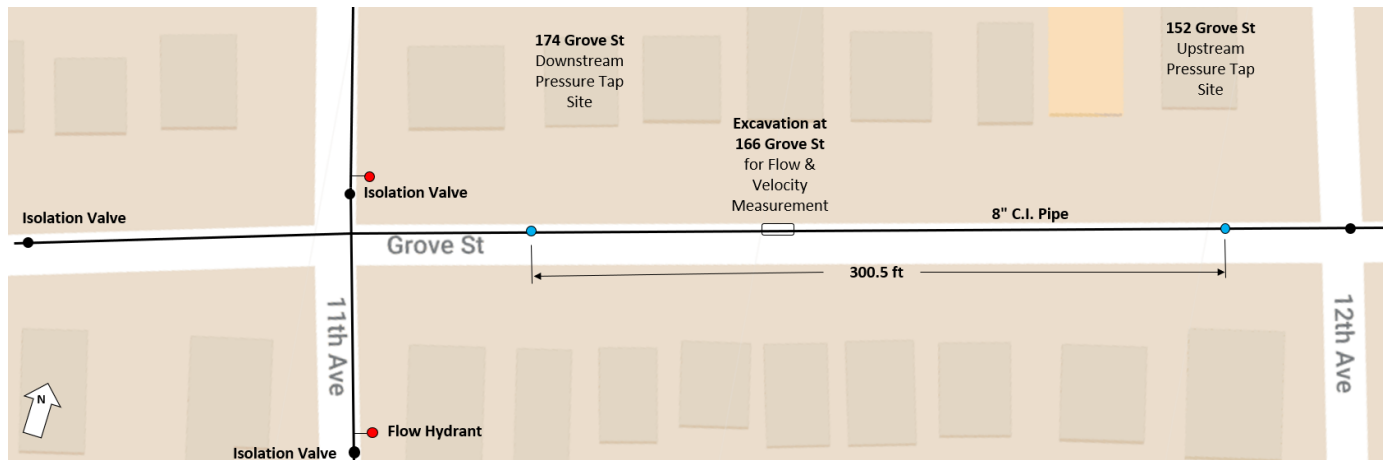 174 Grove St
Downstream
Pressure Tap
Site
152 Grove St
Upstream
Pressure Tap
Site
Excavation at
166 Grove St
for Flow &
Velocity
Measurement
Isolation Valve
Isolation Valve
8" C.I. Pipe
Grove St
300.5 ft
11th Ave
12th Ave
N
Flow Hydrant
Isolation Valve